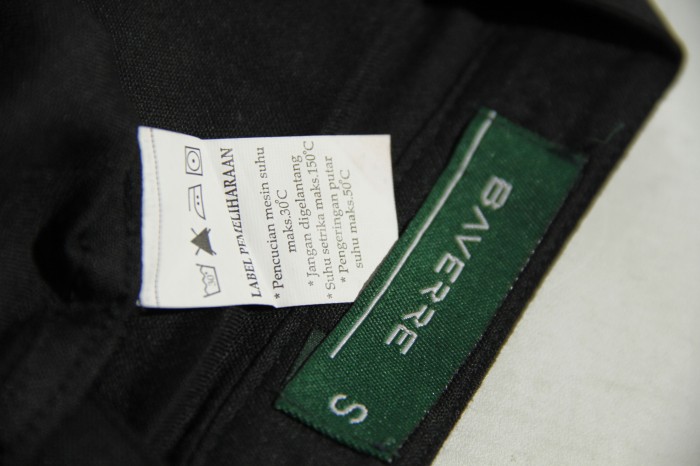 LABEL PEMELIHARAAN
* Pencucian mesin suhu
maks.30°C
* Jangan digelantang
* Suhu setrika maks.150°C
* Pengeringan putar
suhu maks.50°C
BAVERRE
S